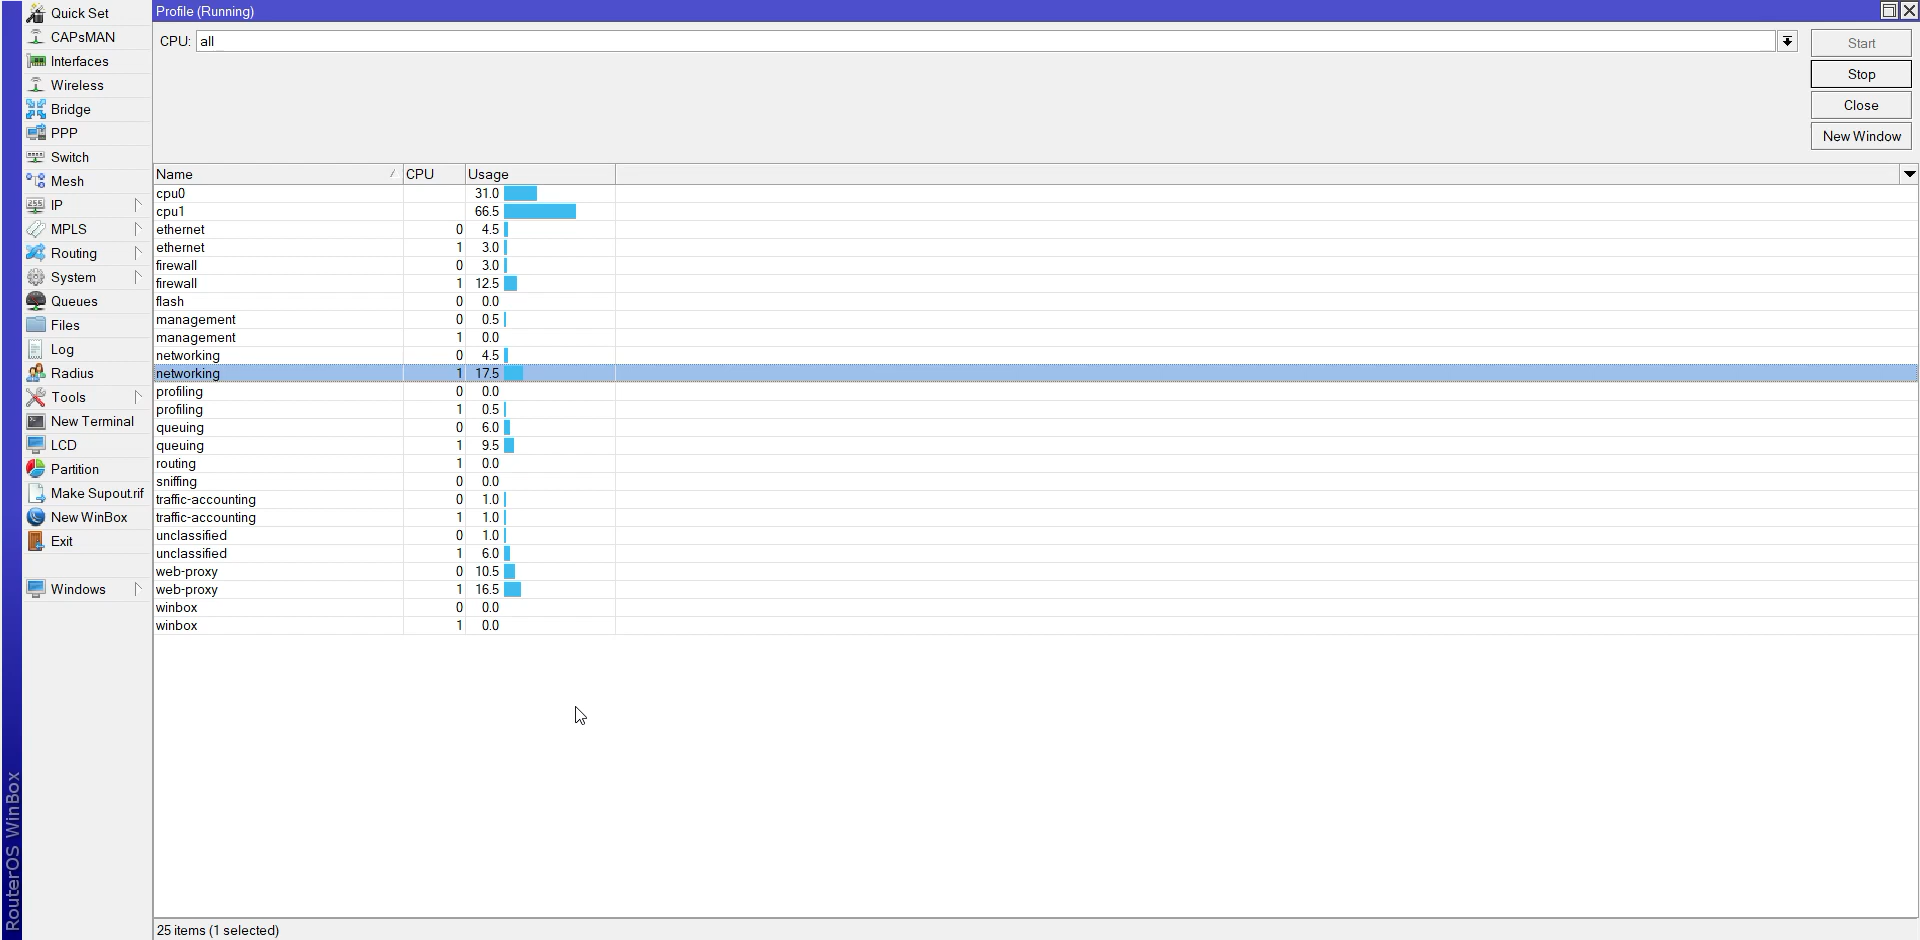 Quick Set
CAPsMAN
Interfaces
Wireless
Bridge
PPP
Switch
Mesh
IP
MPLS
Routing
System
Queues
Files
Log
Radius
Tools
New Terminal
LCD
Partition
Make Supout.rif
New WinBox
Exit
Windows
RouterOS WinBox
Profile (Running)
CPU: all
Start
Stop
Close
New Window
Name CPU Usage
cpu0 31.0
cpu1 66.5
ethernet 0 4.5
ethernet 1 3.0
firewall 0 3.0
firewall 1 12.5
flash 0 0.0
management 0 0.5
management 1 0.0
networking 0 4.5
networking 1 17.5
profiling 0 0.0
profiling 1 0.5
queuing 0 6.0
queuing 1 9.5
routing 1 0.0
sniffing 0 0.0
traffic-accounting 0 1.0
traffic-accounting 1 1.0
unclassified 0 1.0
unclassified 1 6.0
web-proxy 0 10.5
web-proxy 1 16.5
winbox 0 0.0
winbox 1 0.0
25 items (1 selected)